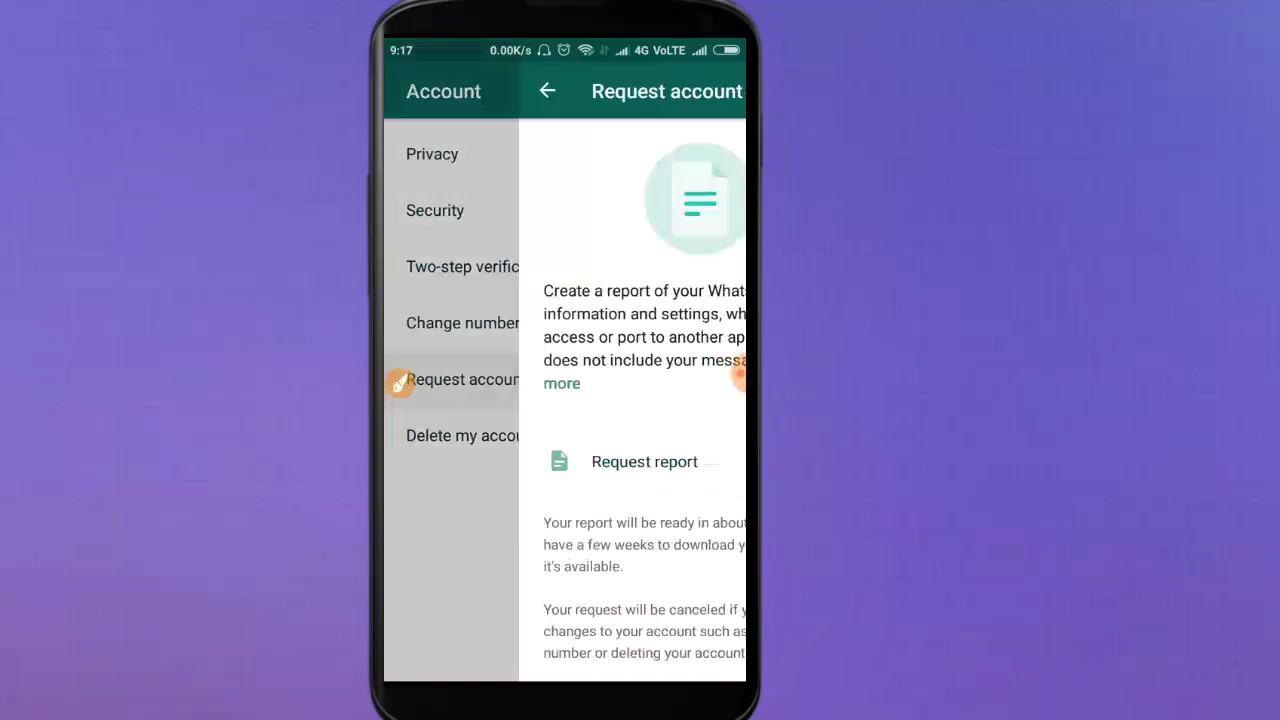 9:17 0.00K/s 4G VoLTE
Account
Request account
Privacy
Security
Two-step verific
Change number
Request accoun
Delete my accou
Create a report of your What
information and settings, wh
access or port to another ap
does not include your messa
more
Request report
Your report will be ready in about
have a few weeks to download y
it's available.
Your request will be canceled if y
changes to your account such as
number or deleting your account